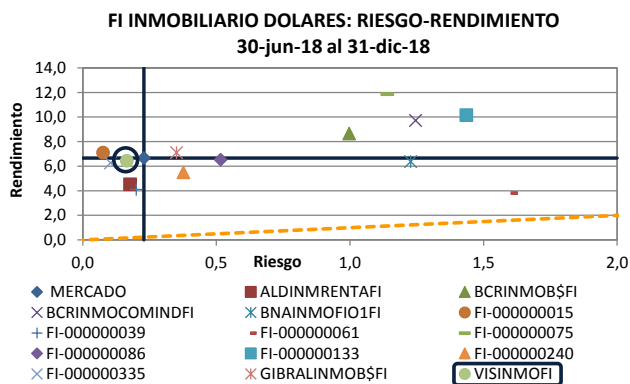 FI INMOBILIARIO DOLARES: RIESGO-RENDIMIENTO
30-jun-18 al 31-dic-18
14,0
12,0
10,0
8,0
6,0
4,0
2,0
0,0
Rendimiento
0,0 0,5 1,0 1,5 2,0
Riesgo
MERCADO ALDINMRENTAFI BCRINMOB$FI
BCRINMOCOMINDFI BNAINMOFIO1FI FI-000000015
FI-000000039 FI-000000061 FI-000000075
FI-000000086 FI-000000133 FI-000000240
FI-000000335 GIBRALINMOB$FI VISINMOFI